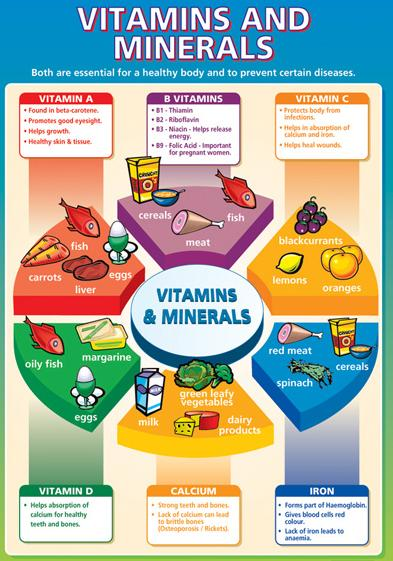 VITAMINS AND
MINERALS
Both are essential for a healthy body and to prevent certain diseases.
VITAMIN A
• Found in beta-carotene.
• Promotes good eyesight.
• Helps growth.
• Healthy skin & tissue.
B VITAMINS
• B1 - Thiamin
• B2 - Riboflavin
• B3 - Niacin - Helps release
energy.
• B9 - Folic Acid - Important
for pregnant women.
VITAMIN C
• Protects body from
infections.
• Helps in absorption of
calcium and iron.
• Helps heal wounds.
CRUNCHY
O's
cereals
fish
meat
fish
carrots
eggs
liver
blackcurrants
lemons
oranges
VITAMINS
& MINERALS
oily fish
margarine
eggs
milk
MILK
green leafy
vegetables
dairy
products
red meat
CRUNCHY
O's
cereals
spinach
VITAMIN D
• Helps absorption of
calcium for healthy
teeth and bones.
CALCIUM
• Strong teeth and bones.
• Lack of calcium can lead
to brittle bones
(Osteoporosis / Rickets).
IRON
• Forms part of Haemoglobin.
• Gives blood cells red
colour.
• Lack of iron leads to
anaemia.